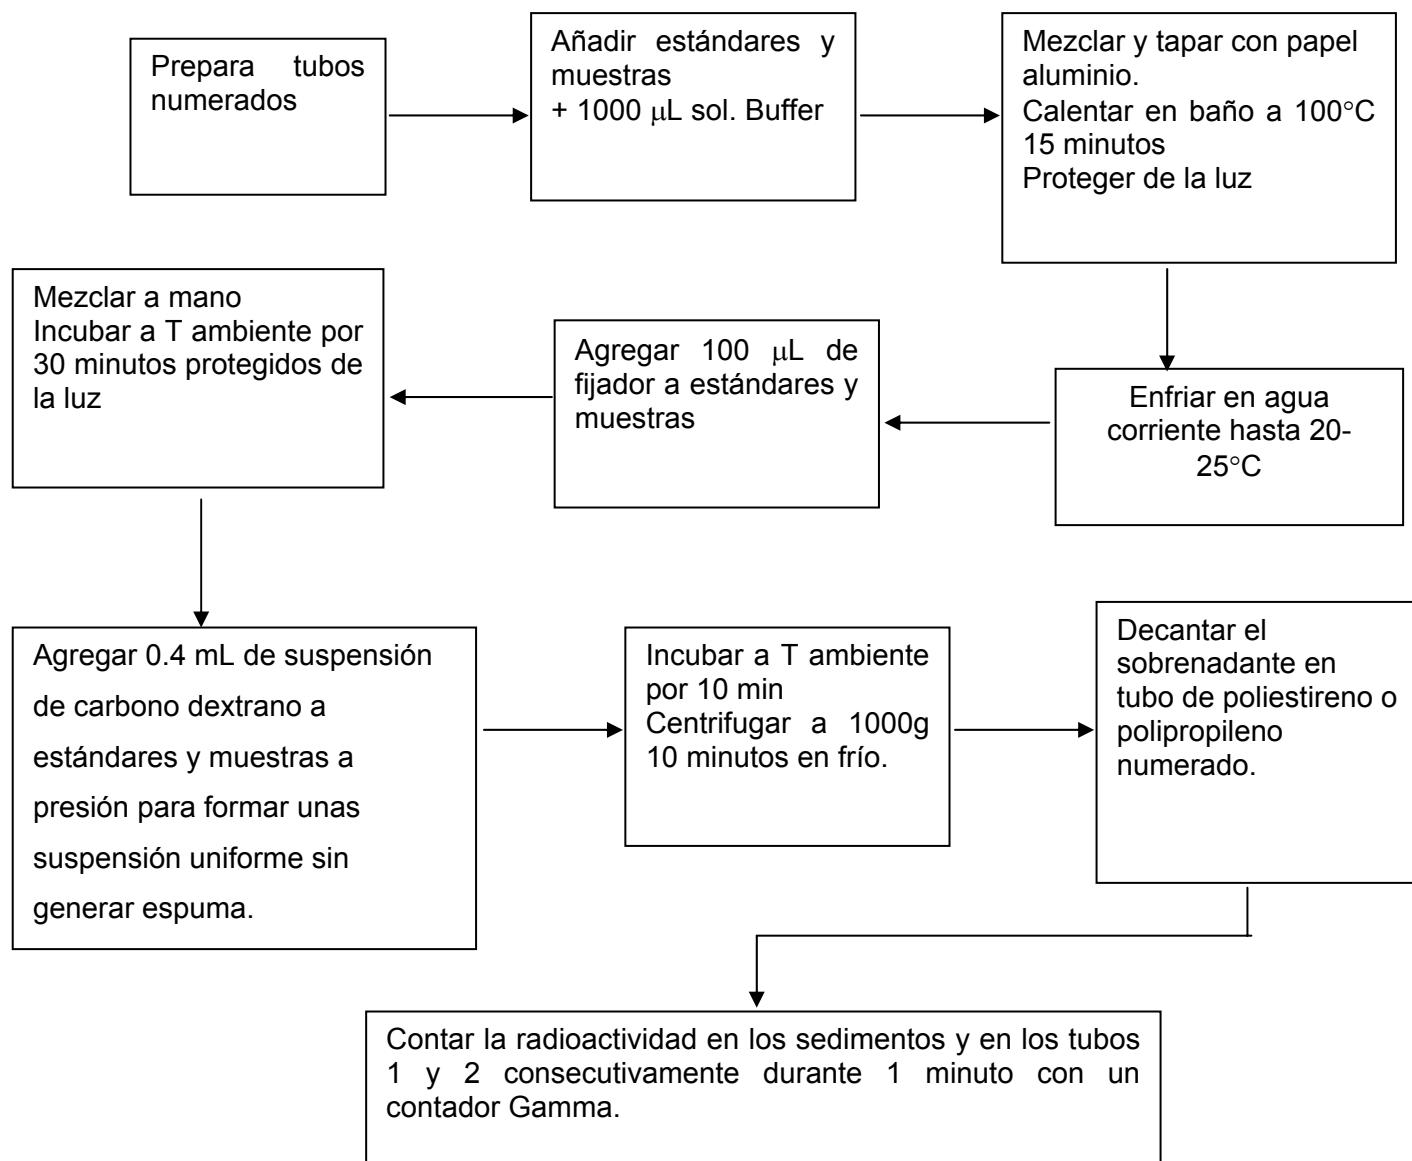 Prepara tubos
numerados
Añadir estándares y
muestras
+ 1000 μL sol. Buffer
Mezclar y tapar con papel
aluminio.
Calentar en baño a 100°C
15 minutos
Proteger de la luz
Enfriar en agua
corriente hasta 20-
25°C
Agregar 100 μL de
fijador a estándares y
muestras
Mezclar a mano
Incubar a T ambiente por
30 minutos protegidos de
la luz
Agregar 0.4 mL de suspensión
de carbono dextrano a
estándares y muestras a
presión para formar unas
suspensión uniforme sin
generar espuma.
Incubar a T ambiente
por 10 min
Centrifugar a 1000g
10 minutos en frío.
Decantar el
sobrenadante en
tubo de poliestireno o
polipropileno
numerado.
Contar la radioactividad en los sedimentos y en los tubos
1 y 2 consecutivamente durante 1 minuto con un
contador Gamma.